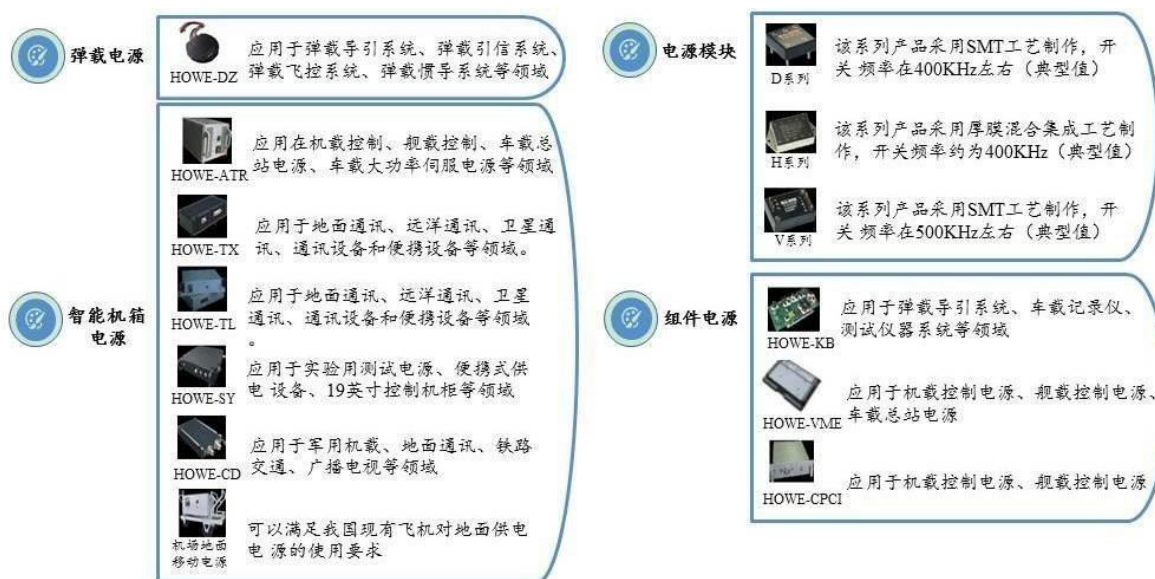 弹载电源
HOWE-DZ
应用于弹载导引系统、弹载引信系统、
弹载飞控系统、弹载惯导系统等领域
智能机箱
电源
HOWE-ATR
应用在机载控制、舰载控制、车载总
站电源、车载大功率伺服电源等领域
HOWE-TX
应用于地面通讯、远洋通讯、卫星通
讯、通讯设备和便携设备等领域。
HOWE-TL
应用于地面通讯、远洋通讯、卫星
通讯、通讯设备和便携设备等领域
。
HOWE-SY
应用于实验用测试电源、便携式供
电 设备、19英寸控制机柜等领域
HOWE-CD
应用于军用机载、地面通讯、铁路
交通、广播电视等领域
机场地面
移动电源
可以满足我国现有飞机对地面供电
电 源的使用要求
电源模块
D系列
该系列产品采用SMT工艺制作，开
关 频率在400KHz左右（典型值）
H系列
该系列产品采用厚膜混合集成工艺制
作，开关频率约为400KHz（典型值）
V系列
该系列产品采用SMT工艺制作，开
关 频率在500KHz左右（典型值）
组件电源
HOWE-KB
应用于弹载导引系统、车载记录仪、
测试仪器系统等领域
HOWE-VME
应用于机载控制电源、舰载控制电源、
车载总站电源
HOWE-CPCI
应用于机载控制电源、舰载控制电源